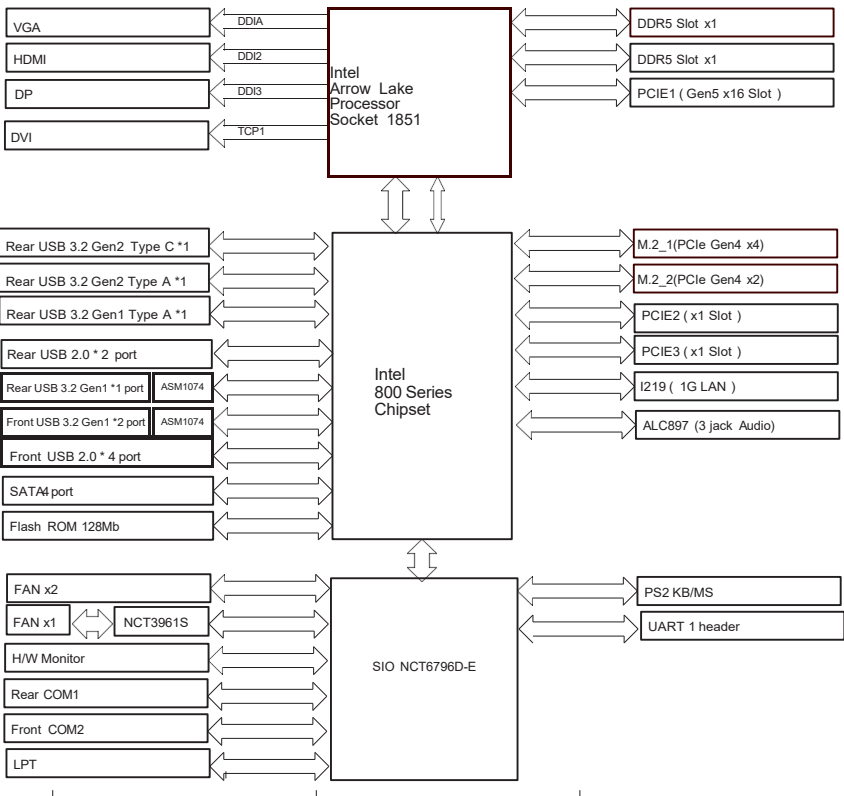 VGA
DDIA
DDR5 Slot x1
HDMI
DDI2
DDR5 Slot x1
DP
DDI3
PCIE1 ( Gen5 x16 Slot )
DVI
TCP1
Intel
Arrow Lake
Processor
Socket 1851
Rear USB 3.2 Gen2 Type C *1
Rear USB 3.2 Gen2 Type A *1
Rear USB 3.2 Gen1 Type A *1
Rear USB 2.0 * 2 port
Rear USB 3.2 Gen1 *1 port
ASM1074
Front USB 3.2 Gen1 *2 port
ASM1074
Front USB 2.0 * 4 port
SATA4 port
Flash ROM 128Mb
Intel
800 Series
Chipset
M.2_1(PCIe Gen4 x4)
M.2_2(PCIe Gen4 x2)
PCIE2 ( x1 Slot )
PCIE3 ( x1 Slot )
I219 ( 1G LAN )
ALC897 (3 jack Audio)
FAN x2
FAN x1
NCT3961S
H/W Monitor
Rear COM1
Front COM2
LPT
SIO NCT6796D-E
PS2 KB/MS
UART 1 header